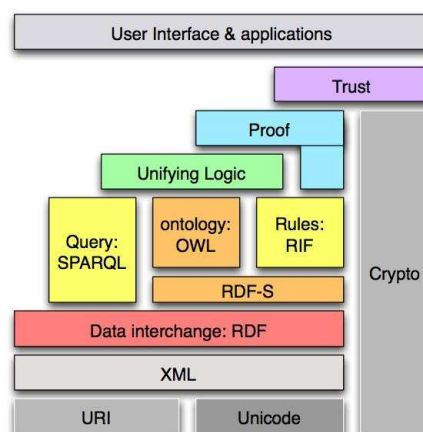 User Interface & applications
Trust
Proof
Unifying Logic
Query:
SPARQL
ontology:
OWL
Rules:
RIF
Crypto
RDF-S
Data interchange: RDF
XML
URI
Unicode